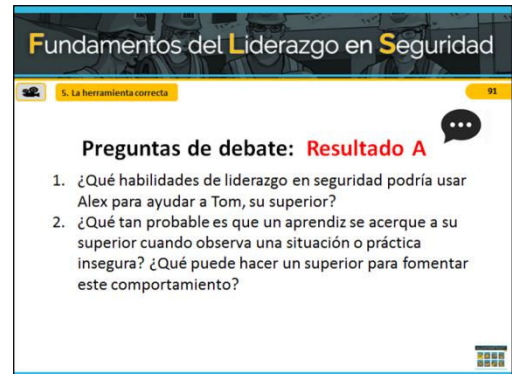 Fundamentos del Liderazgo en Seguridad
5. La herramienta correcta
91
Preguntas de debate: Resultado A
1. ¿Qué habilidades de liderazgo en seguridad podría usar
Alex para ayudar a Tom, su superior?
2. ¿Qué tan probable es que un aprendiz se acerque a su
superior cuando observa una situación o práctica
insegura? ¿Qué puede hacer un superior para fomentar
este comportamiento?